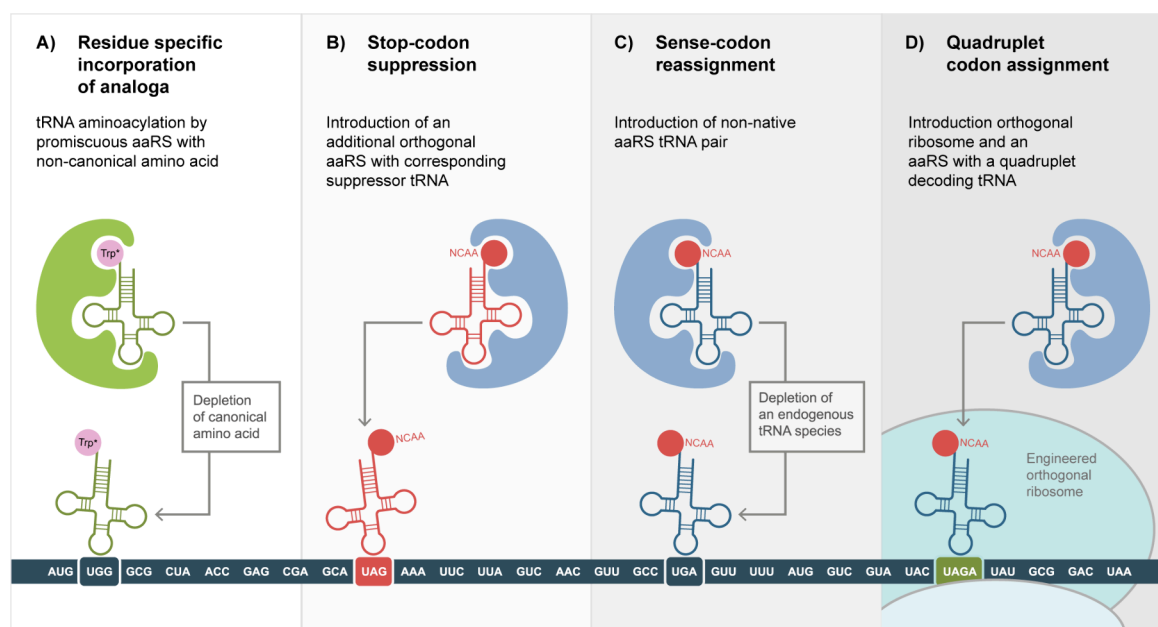 A) Residue specific
incorporation
of analoga
tRNA aminoacylation by
promiscuous aaRS with
non-canonical amino acid
Trp*
Depletion
of canonical
amino acid
Trp*
B) Stop-codon
suppression
Introduction of an
additional orthogonal
aaRS with corresponding
suppressor tRNA
NCAA
NCAA
C) Sense-codon
reassignment
Introduction of non-native
aaRS tRNA pair
NCAA
Depletion of
an endogenous
tRNA species
NCAA
D) Quadruplet
codon assignment
Introduction orthogonal
ribosome and an
aaRS with a quadruplet
decoding tRNA
NCAA
NCAA
Engineered
orthogonal
ribosome
AUG UGG GCG CUA ACC GAG CGA GCA UAG AAA UUC UUA GUC AAC GUU GCC UGA GUU UUU AUG GUC GUA UAC UAGA UAU GCG GAC UAA